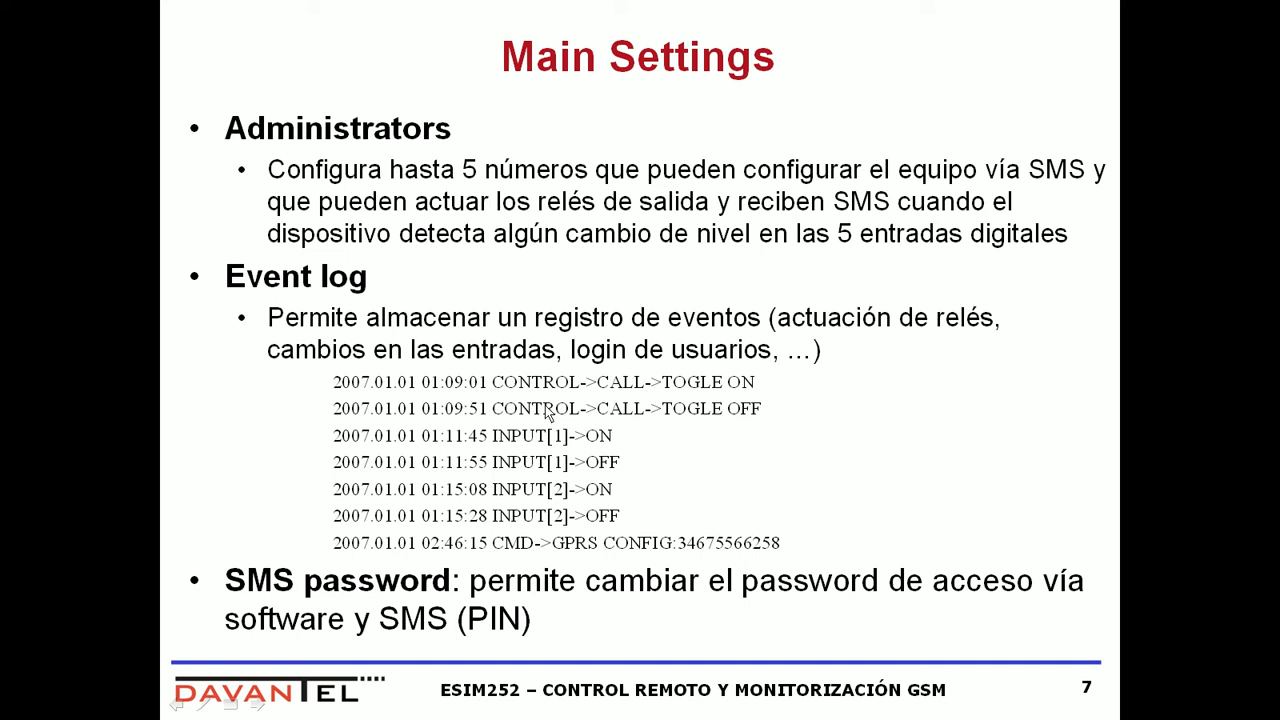 Main Settings
• Administrators
• Configura hasta 5 números que pueden configurar el equipo vía SMS y
que pueden actuar los relés de salida y reciben SMS cuando el
dispositivo detecta algún cambio de nivel en las 5 entradas digitales
• Event log
• Permite almacenar un registro de eventos (actuación de relés,
cambios en las entradas, login de usuarios, …)
2007.01.01 01:09:01 CONTROL->CALL->TOGLE ON
2007.01.01 01:09:51 CONTROL->CALL->TOGLE OFF
2007.01.01 01:11:45 INPUT[1]->ON
2007.01.01 01:11:55 INPUT[1]->OFF
2007.01.01 01:15:08 INPUT[2]->ON
2007.01.01 01:15:28 INPUT[2]->OFF
2007.01.01 02:46:15 CMD->GPRS CONFIG:34675566258
• SMS password: permite cambiar el password de acceso vía
software y SMS (PIN)
DAVANTEL
ESIM252 – CONTROL REMOTO Y MONITORIZACIÓN GSM
7